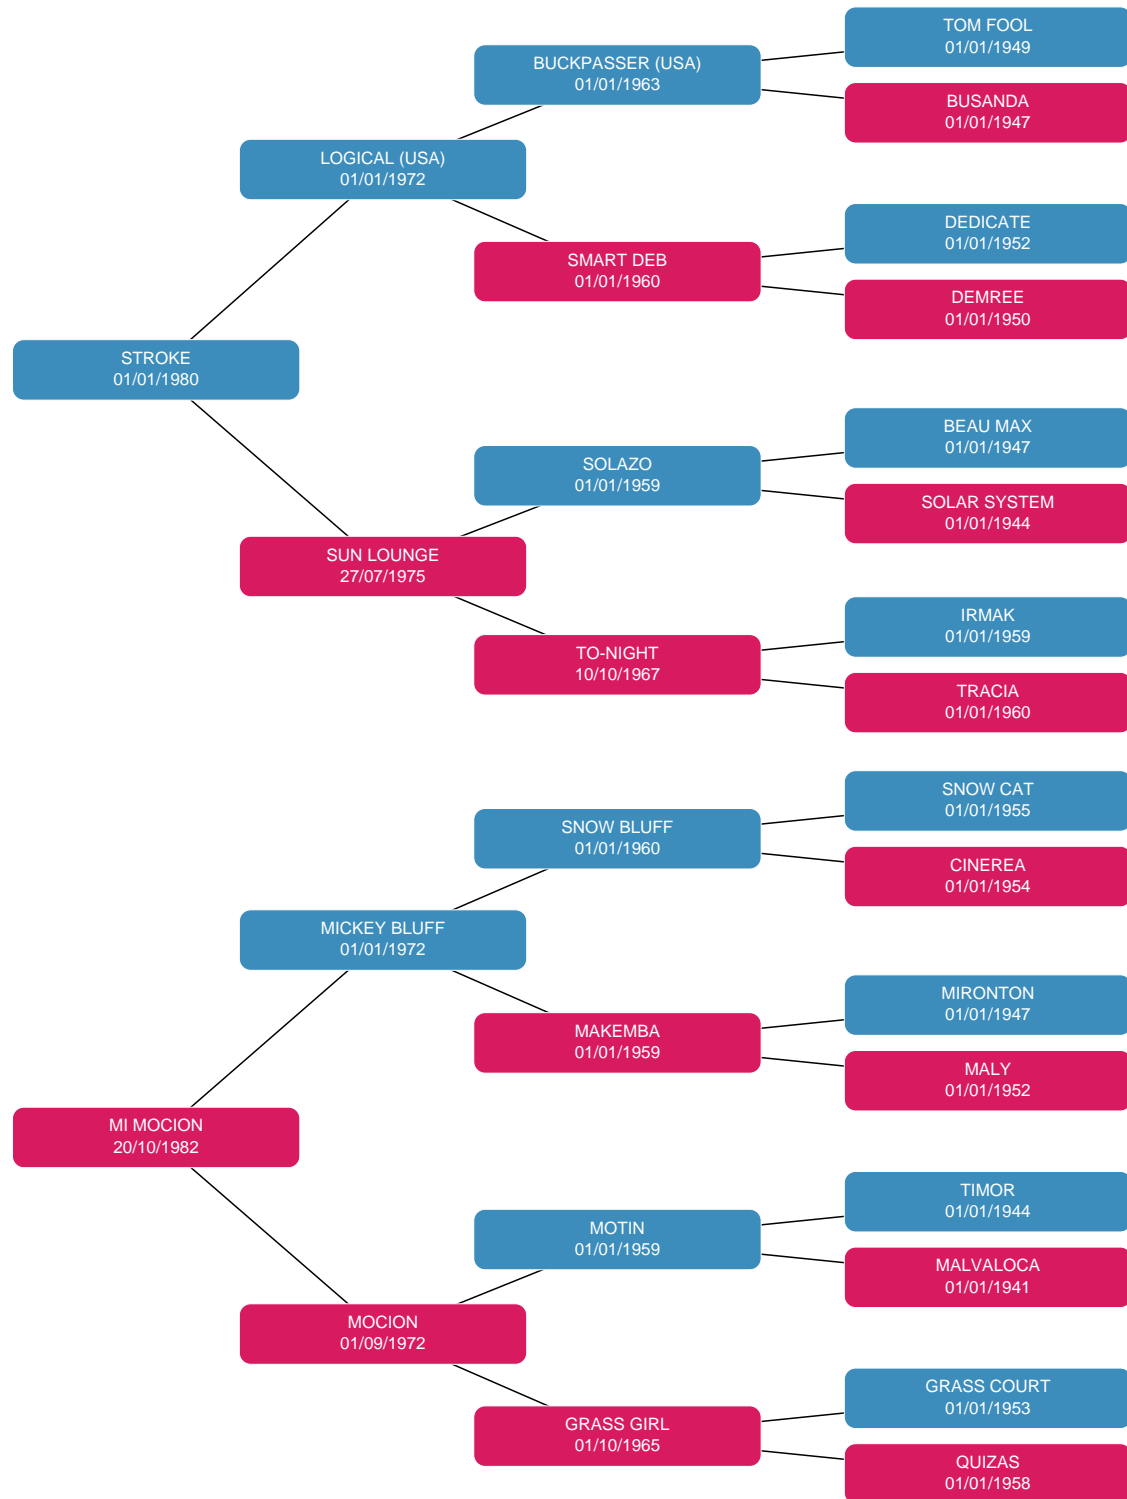 TOM FOOL
01/01/1949
BUCKPASSER (USA)
01/01/1963
BUSANDA
01/01/1947
LOGICAL (USA)
01/01/1972
DEDICATE
01/01/1952
SMART DEB
01/01/1960
DEMREE
01/01/1950
STROKE
01/01/1980
BEAU MAX
01/01/1947
SOLAZO
01/01/1959
SOLAR SYSTEM
01/01/1944
SUN LOUNGE
27/07/1975
IRMAK
01/01/1959
TO-NIGHT
10/10/1967
TRACIA
01/01/1960
SNOW CAT
01/01/1955
SNOW BLUFF
01/01/1960
CINEREA
01/01/1954
MICKEY BLUFF
01/01/1972
MIRONTON
01/01/1947
MAKEMBA
01/01/1959
MALY
01/01/1952
MI MOCION
20/10/1982
TIMOR
01/01/1944
MOTIN
01/01/1959
MALVALOCA
01/01/1941
MOCION
01/09/1972
GRASS COURT
01/01/1953
GRASS GIRL
01/10/1965
QUIZAS
01/01/1958